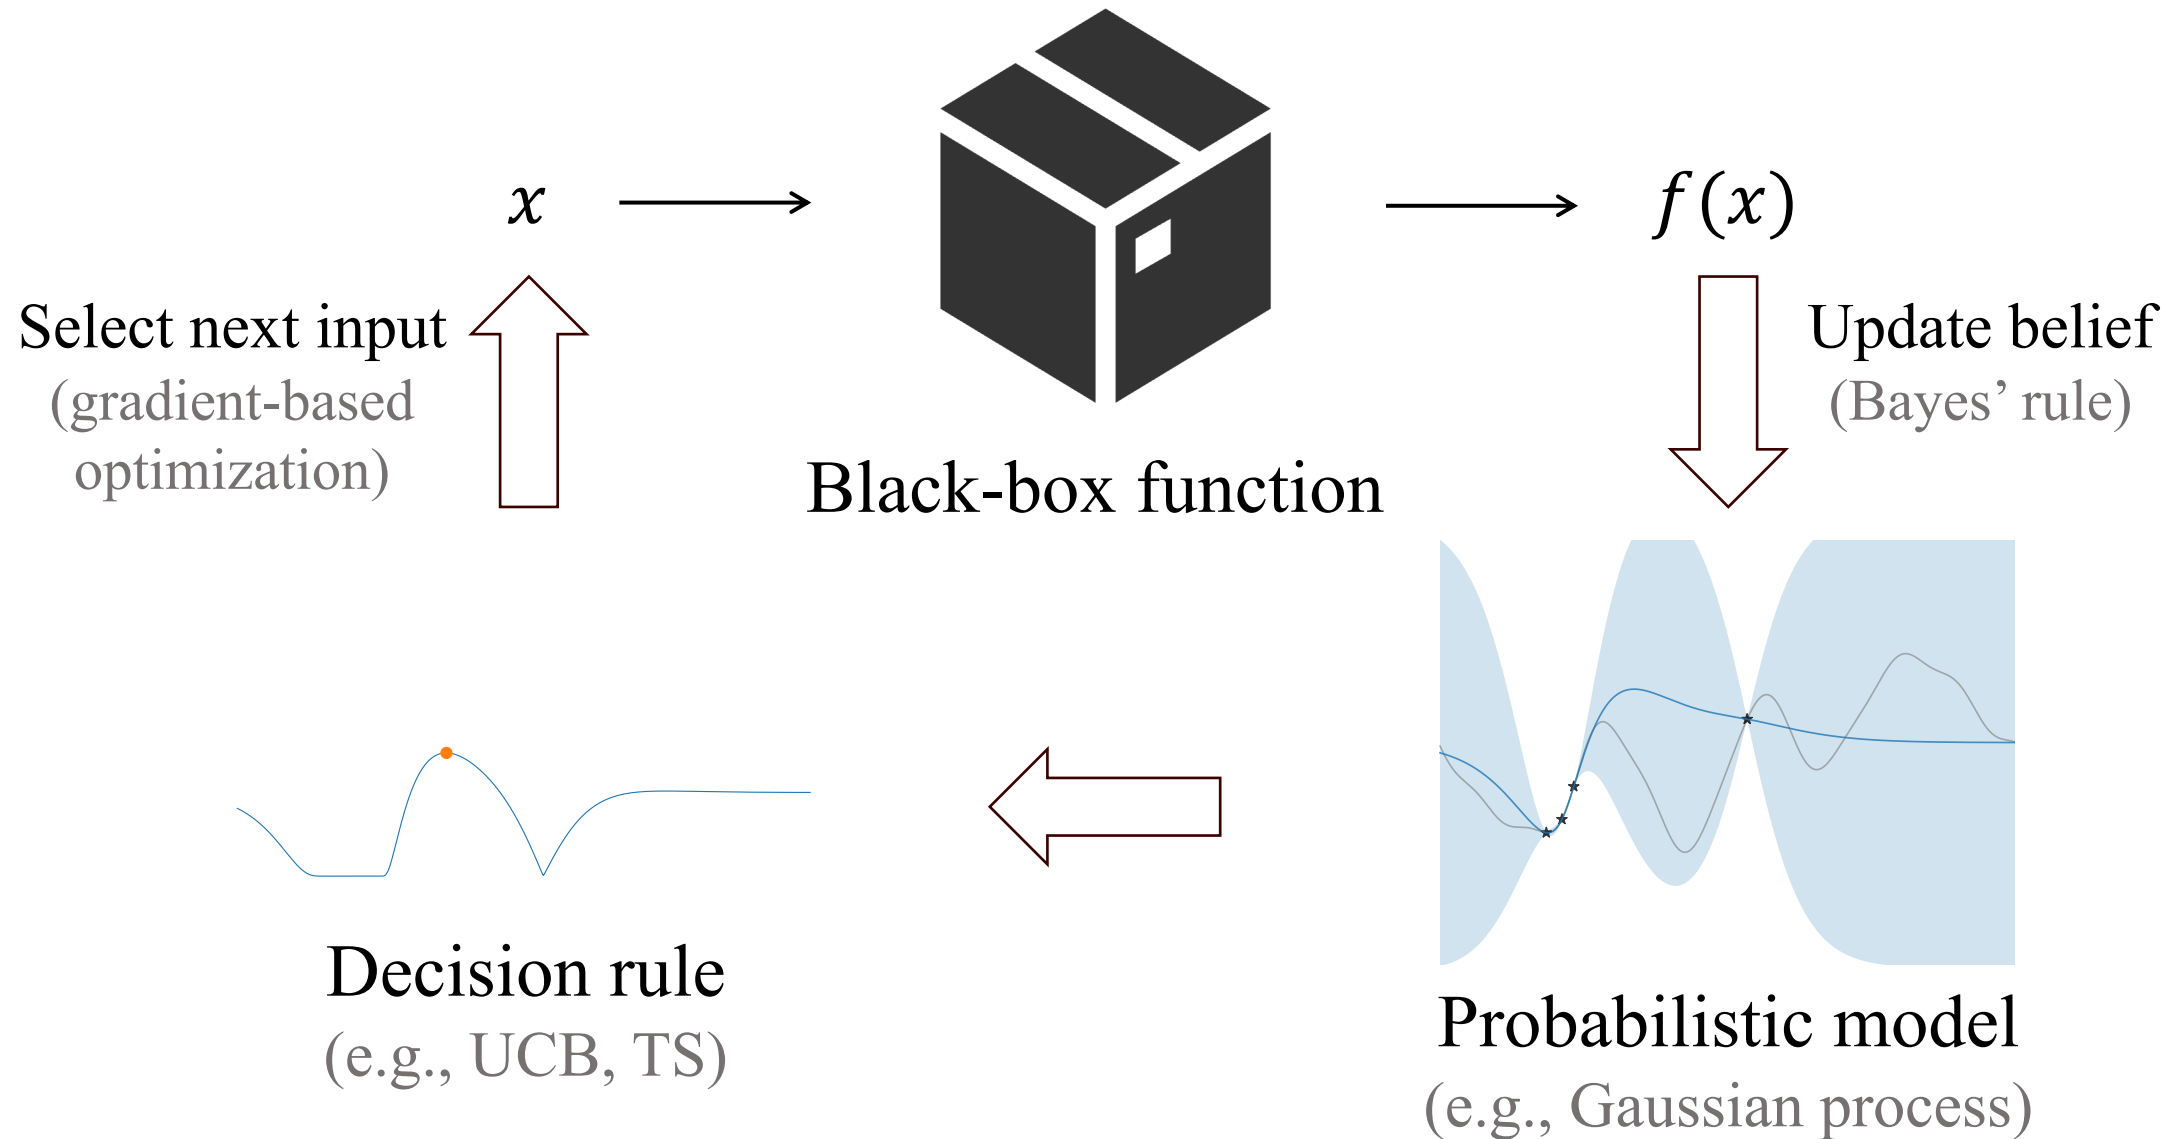 x
f(x)
Select next input
(gradient-based
optimization)
Update belief
(Bayes’ rule)
Black-box function
Decision rule
(e.g., UCB, TS)
Probabilistic model
(e.g., Gaussian process)